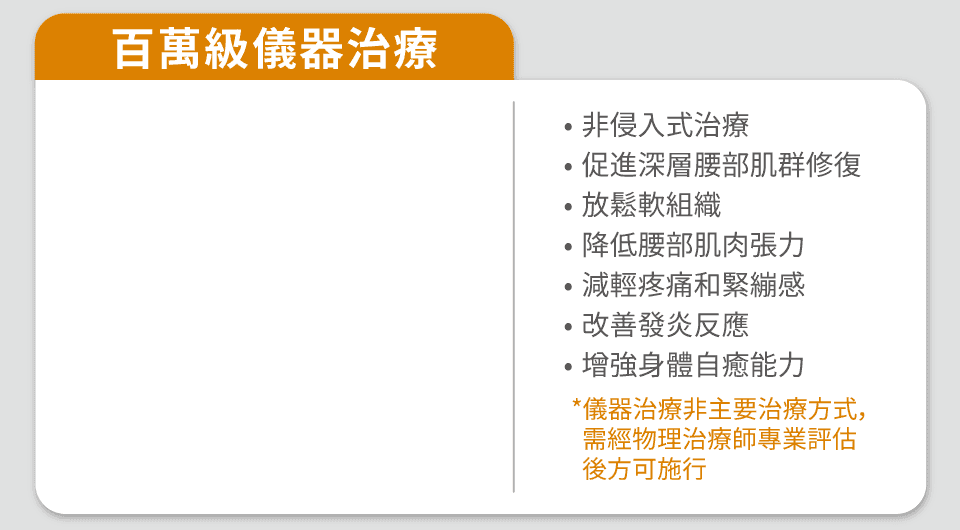 百萬級儀器治療
• 非侵入式治療
• 促進深層腰部肌群修復
• 放鬆軟組織
• 降低腰部肌肉張力
• 減輕疼痛和緊繃感
• 改善發炎反應
• 增強身體自癒能力
*儀器治療非主要治療方式，
需經物理治療師專業評估
後方可施行